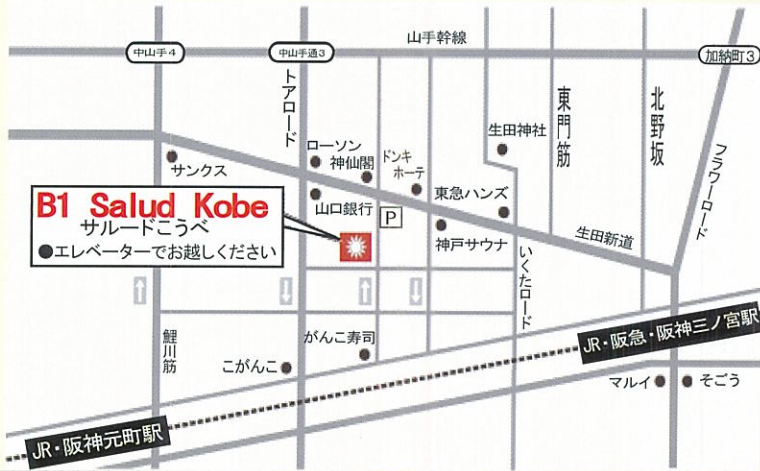 中山手4
中山手通3
山手幹線
加納町3
トアロード
東門筋
北野坂
フラワーロード
生田神社
ローソン
神仙閣
ドンキ
ホーテ
サンクス
東急ハンズ
山口銀行
P
神戸サウナ
生田新道
いくたロード
B1 Salud Kobe
サルードこうべ
●エレベーターでお越しください
鯉川筋
がんこ寿司
こがんこ
JR・阪急・阪神三ノ宮駅
マルイ
そごう
JR・阪神元町駅